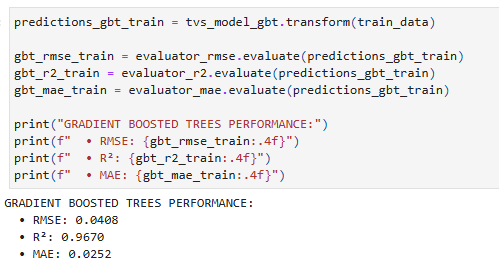 predictions_gbt_train = tvs_model_gbt.transform(train_data)
gbt_rmse_train = evaluator_rmse.evaluate(predictions_gbt_train)
gbt_r2_train = evaluator_r2.evaluate(predictions_gbt_train)
gbt_mae_train = evaluator_mae.evaluate(predictions_gbt_train)
print("GRADIENT BOOSTED TREES PERFORMANCE:")
print(f"  • RMSE: {gbt_rmse_train:.4f}")
print(f"  • R²: {gbt_r2_train:.4f}")
print(f"  • MAE: {gbt_mae_train:.4f}")
GRADIENT BOOSTED TREES PERFORMANCE:
  • RMSE: 0.0408
  • R²: 0.9670
  • MAE: 0.0252